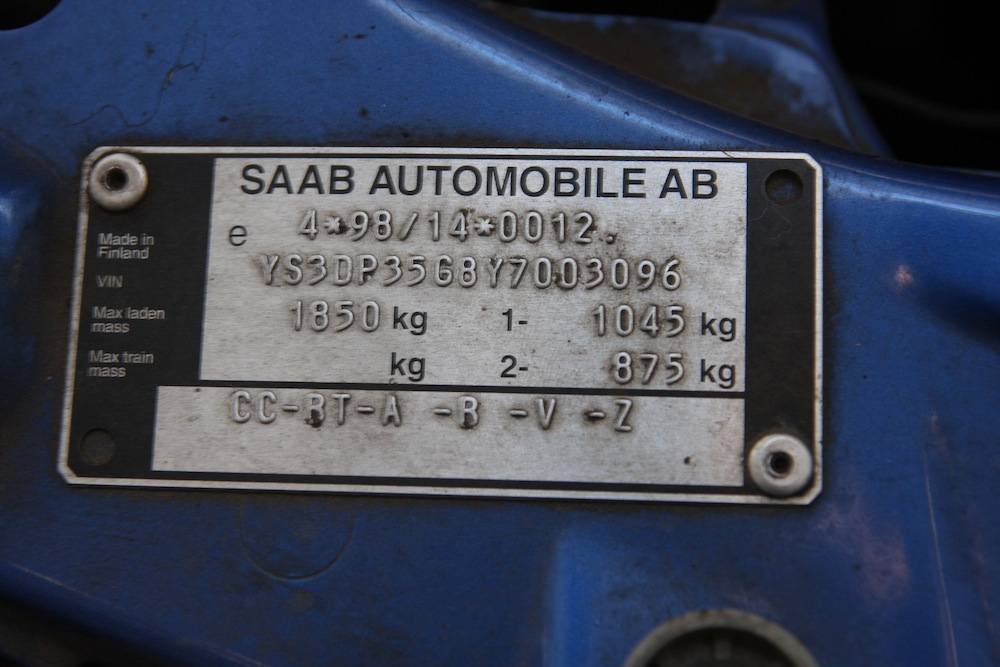 SAAB AUTOMOBILE AB
e 4*98/14*0012.
Made in
Finland
VIN YS3DP35G8Y7003096
Max laden
mass 1850 kg 1- 1045 kg
Max train
mass kg 2- 875 kg
CC-BT-A -R -V -Z